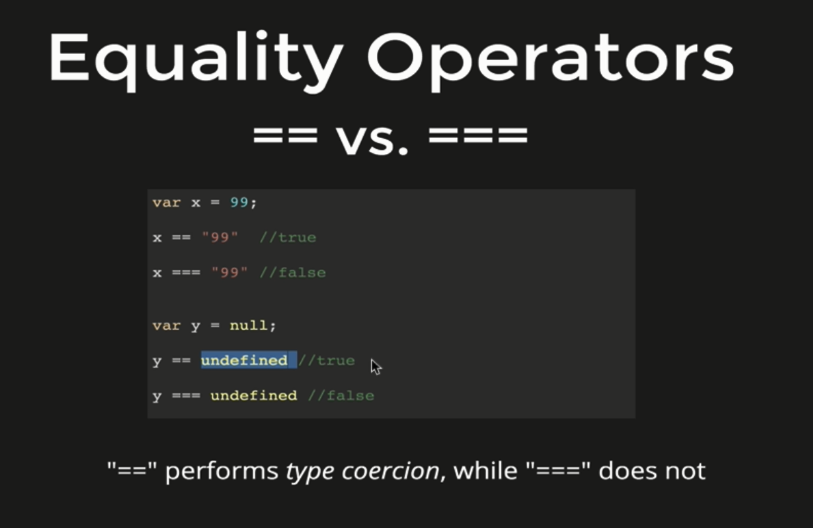 Equality Operators
== vs. ===
var x = 99;
x == "99"  //true
x === "99" //false
var y = null;
y == undefined //true
y === undefined //false
"==" performs type coercion, while "===" does not